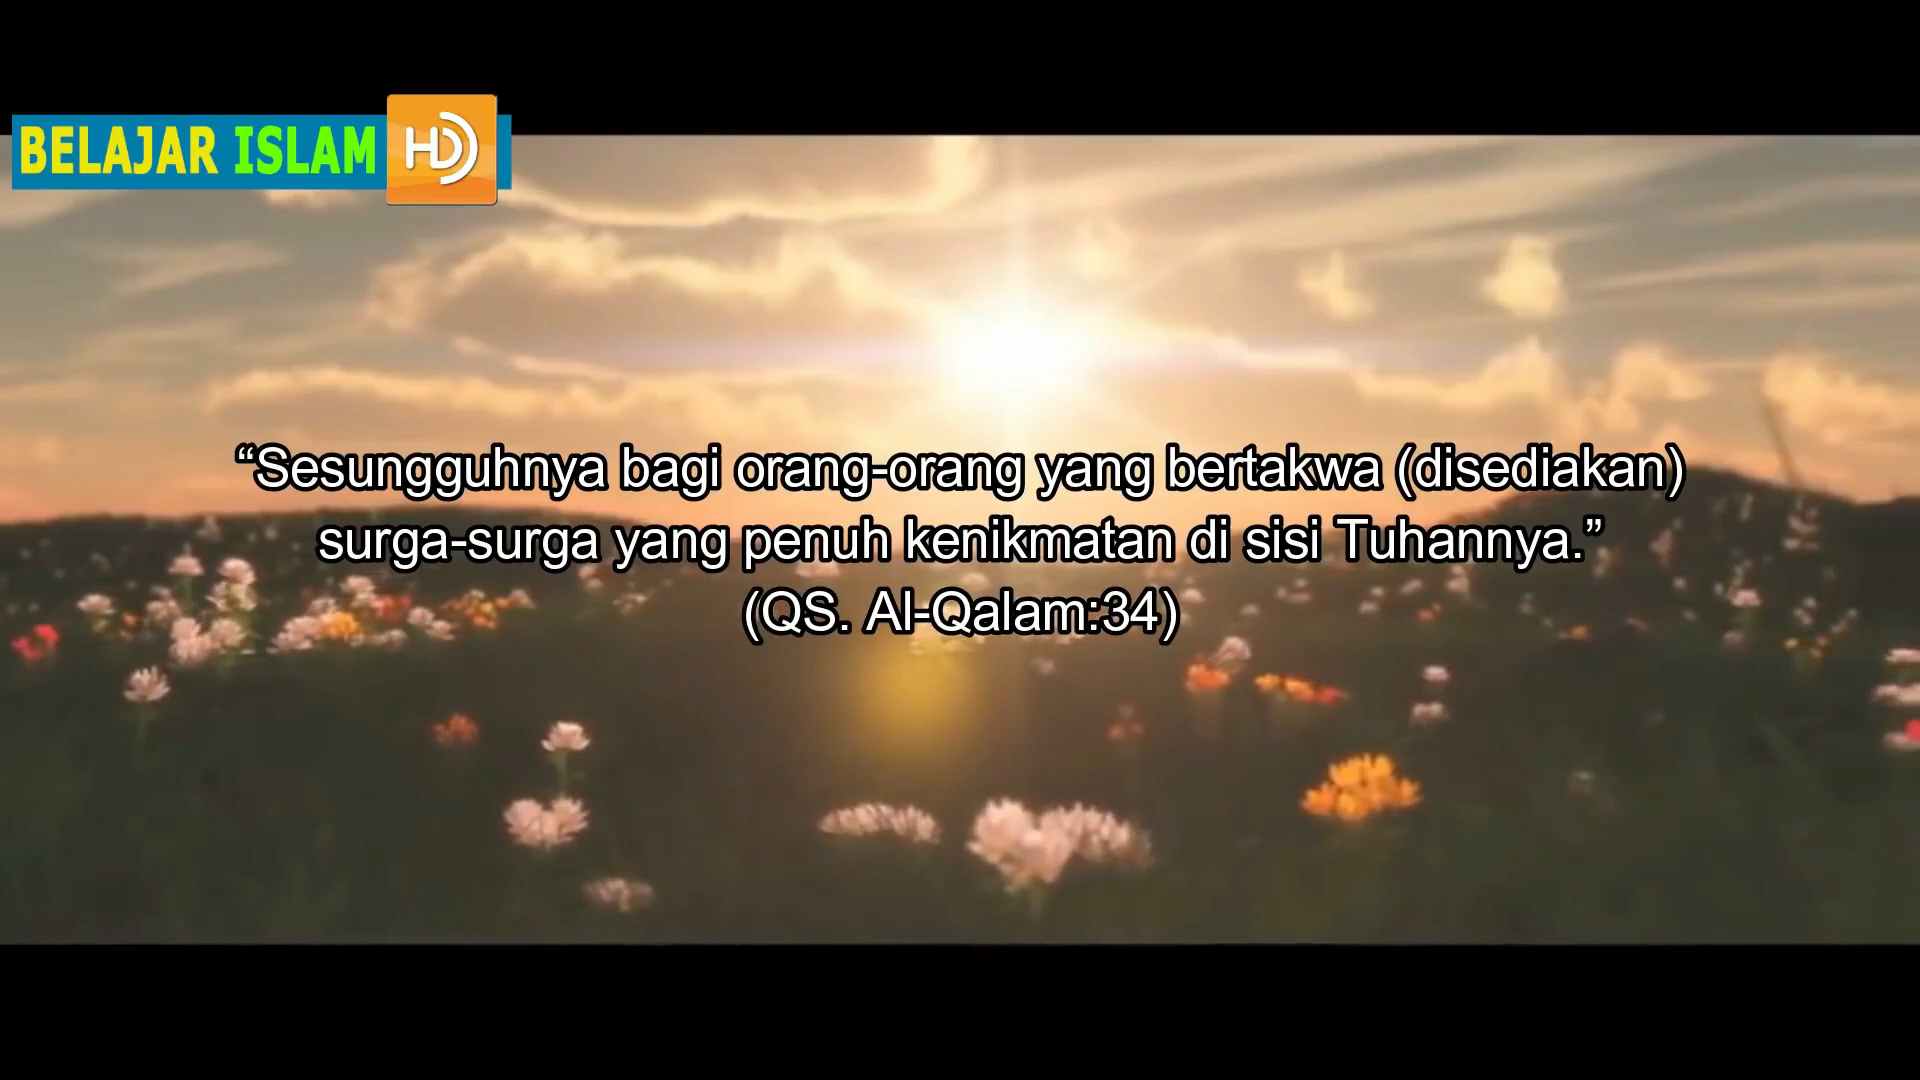 BELAJAR ISLAM HD
“Sesungguhnya bagi orang-orang yang bertakwa (disediakan)
surga-surga yang penuh kenikmatan di sisi Tuhannya.”
(QS. Al-Qalam:34)